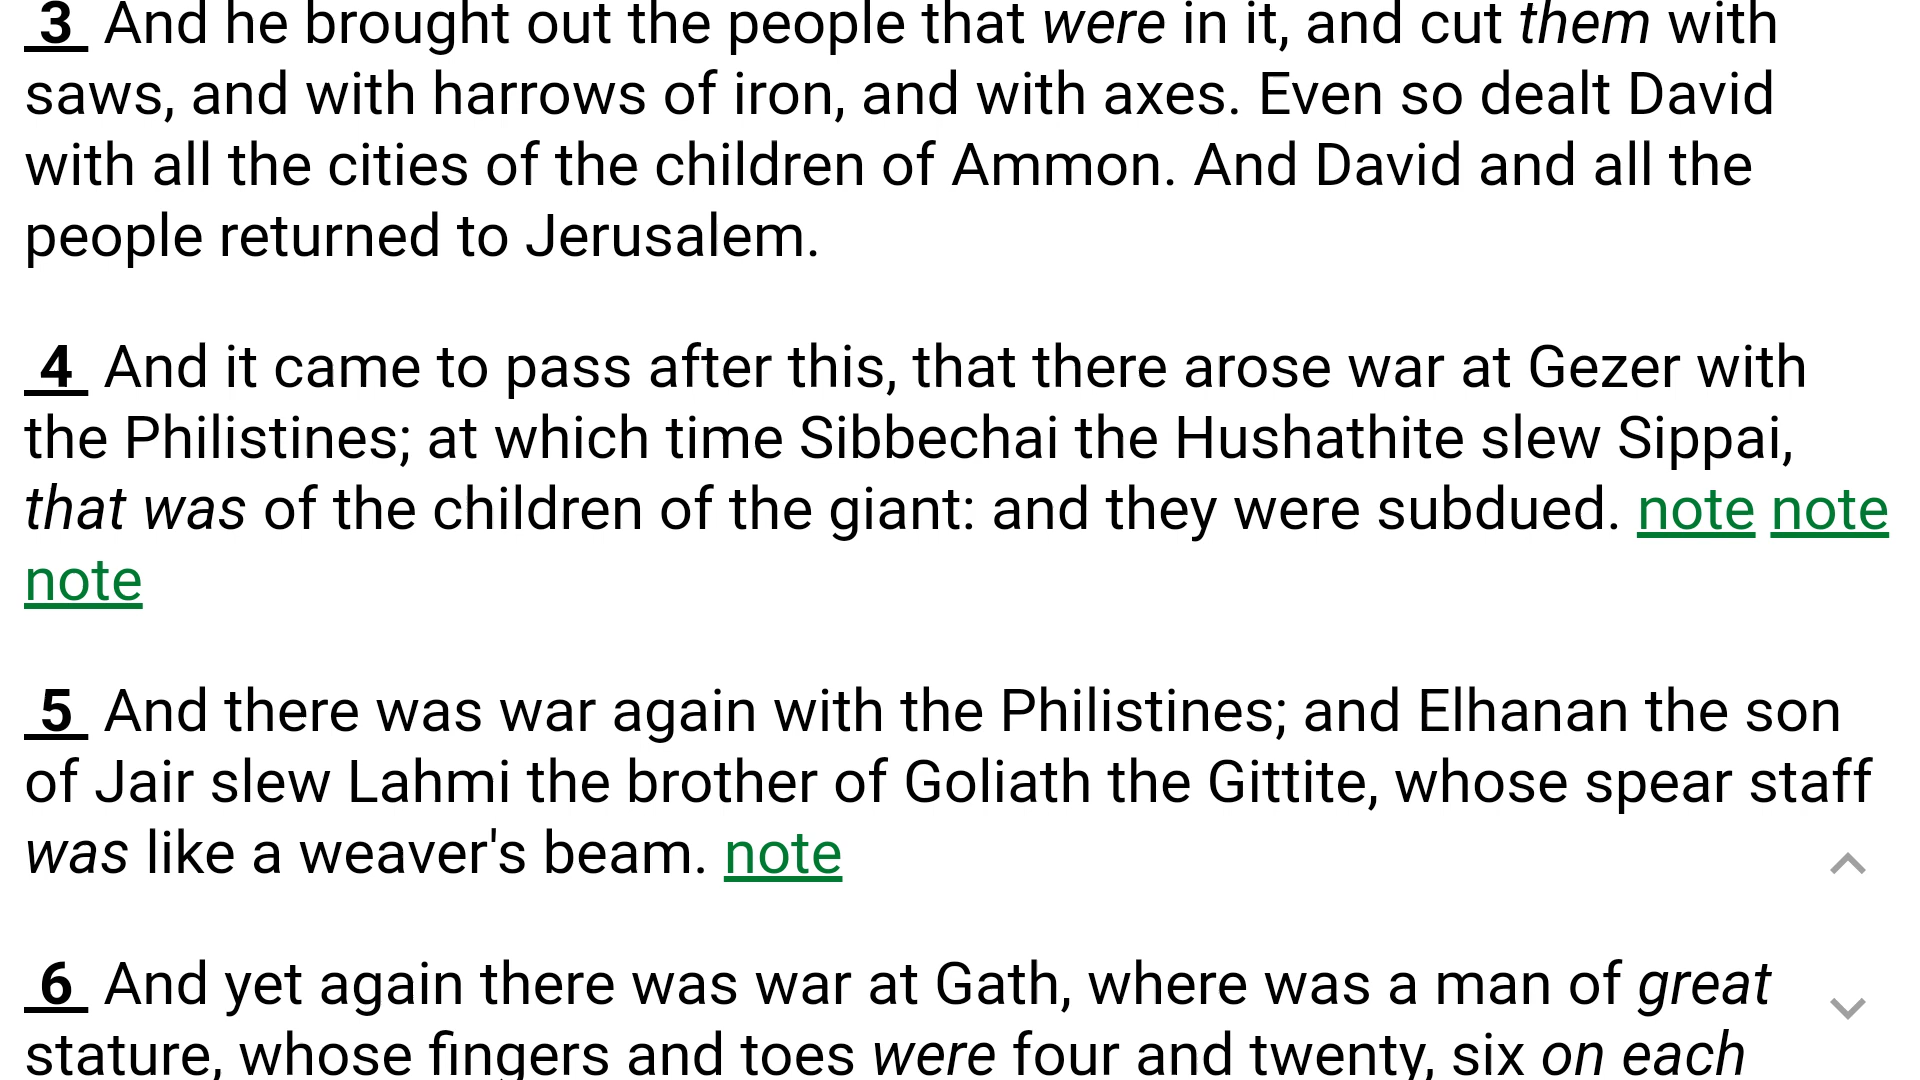 3 And he brought out the people that were in it, and cut them with
saws, and with harrows of iron, and with axes. Even so dealt David
with all the cities of the children of Ammon. And David and all the
people returned to Jerusalem.
4 And it came to pass after this, that there arose war at Gezer with
the Philistines; at which time Sibbechai the Hushathite slew Sippai,
that was of the children of the giant: and they were subdued. note note
note
5 And there was war again with the Philistines; and Elhanan the son
of Jair slew Lahmi the brother of Goliath the Gittite, whose spear staff
was like a weaver's beam. note
6 And yet again there was war at Gath, where was a man of great
stature, whose fingers and toes were four and twenty, six on each